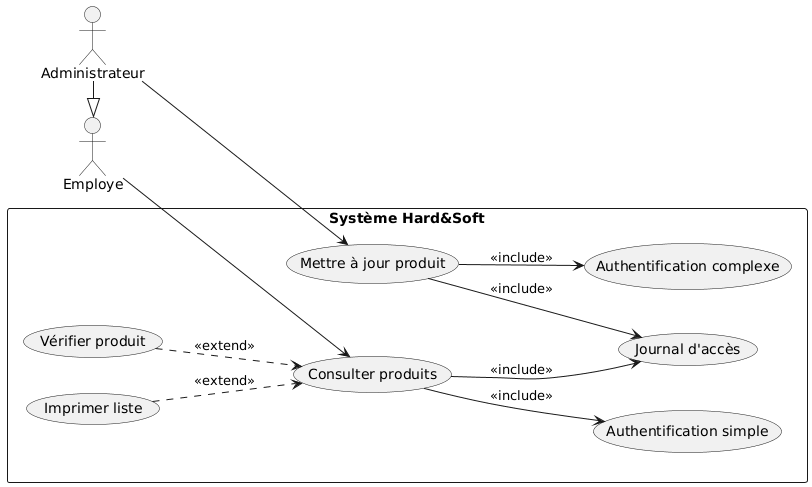 Administrateur
Employe
Système Hard&Soft
Mettre à jour produit
«include»
Authentification complexe
«include»
Vérifier produit
«extend»
Journal d'accès
«include»
Consulter produits
«extend»
«include»
Imprimer liste
Authentification simple